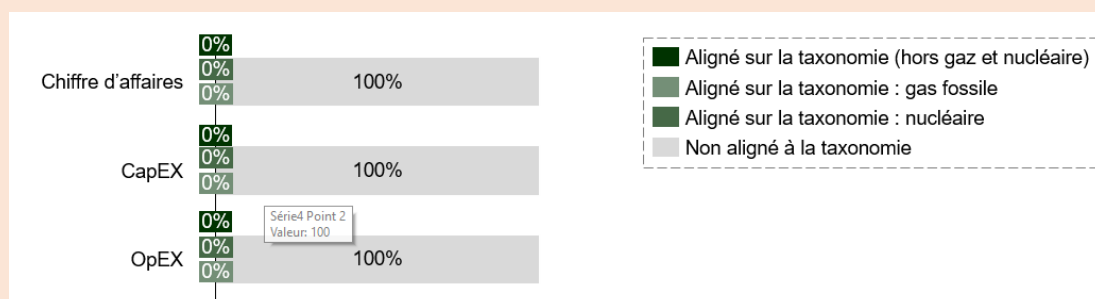 0%
Chiffre d'affaires
0%
100%
0%
0%
CapEX
0%
100%
0%
Série4 Point 2
Valeur: 100
0%
OpEX
0%
100%
0%
Aligné sur la taxonomie (hors gaz et nucléaire)
Aligné sur la taxonomie : gas fossile
Aligné sur la taxonomie : nucléaire
Non aligné à la taxonomie